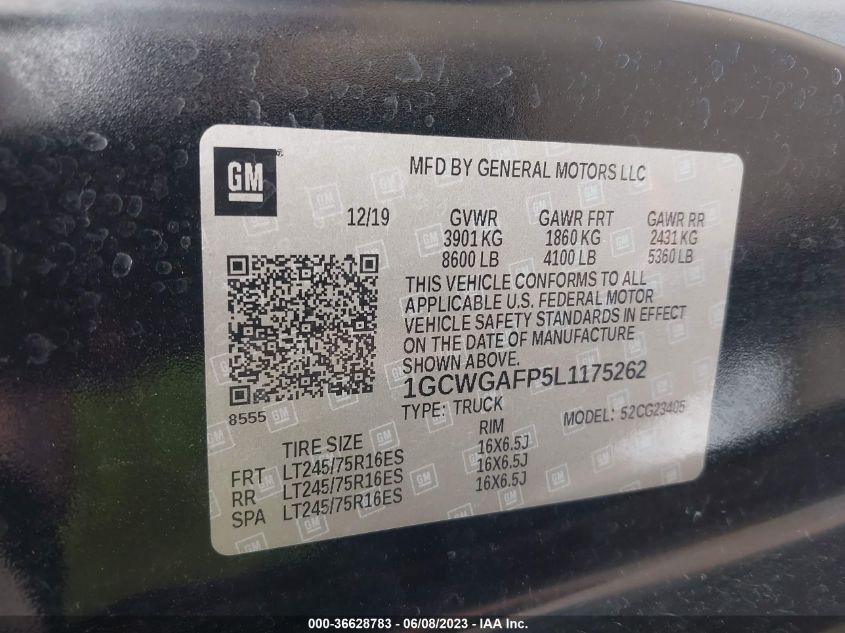 GM
MFD BY GENERAL MOTORS LLC
12/19 GVWR GAWR FRT GAWR RR
3901 KG 1860 KG 2431 KG
8600 LB 4100 LB 5360 LB
THIS VEHICLE CONFORMS TO ALL
APPLICABLE U.S. FEDERAL MOTOR
VEHICLE SAFETY STANDARDS IN EFFECT
ON THE DATE OF MANUFACTURE
SHOWN ABOVE.
1GCWGAFP5L1175262
8555
TYPE: TRUCK MODEL: 52CG23405
TIRE SIZE RIM
FRT LT245/75R16ES 16X6.5J
RR LT245/75R16ES 16X6.5J
SPA LT245/75R16ES 16X6.5J
000-36628783 - 06/08/2023 - © IAA, Inc.